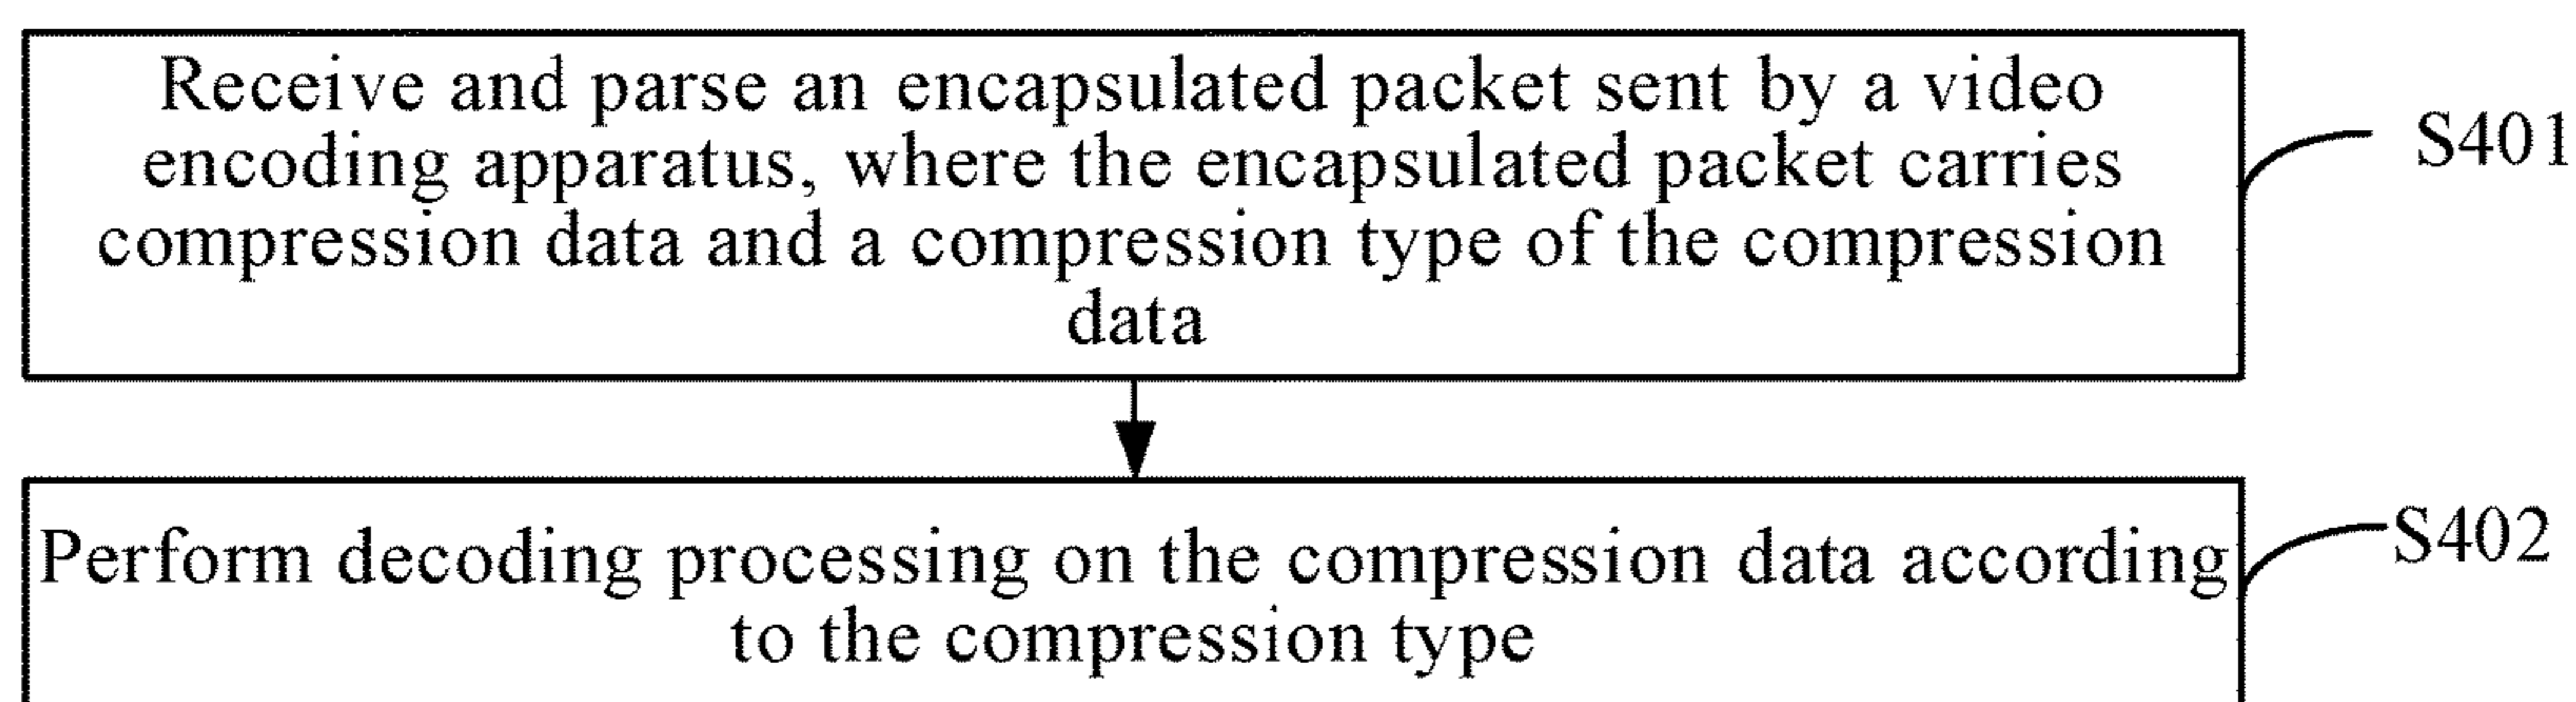 Receive and parse an encapsulated packet sent by a video
encoding apparatus, where the encapsulated packet carries
compression data and a compression type of the compression
data
S401
Perform decoding processing on the compression data according
to the compression type
S402